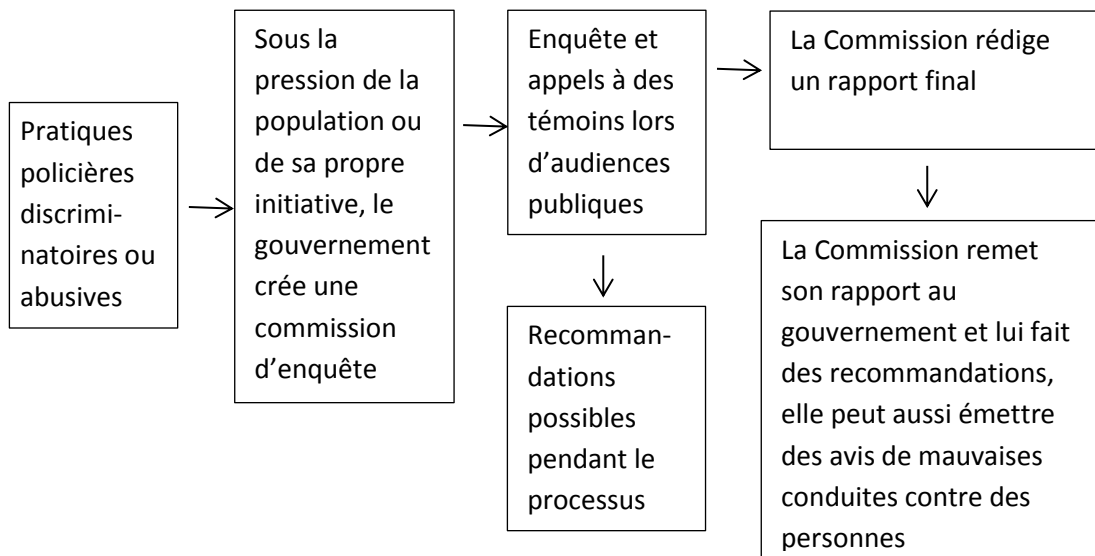 Pratiques
policières
discrimi-
natoires ou
abusives
Sous la
pression de la
population ou
de sa propre
initiative, le
gouvernement
crée une
commission
d’enquête
Enquête et
appels à des
témoins lors
d’audiences
publiques
Recomman-
dations
possibles
pendant le
processus
La Commission rédige
un rapport final
La Commission remet
son rapport au
gouvernement et lui fait
des recommandations,
elle peut aussi émettre
des avis de mauvaises
conduites contre des
personnes